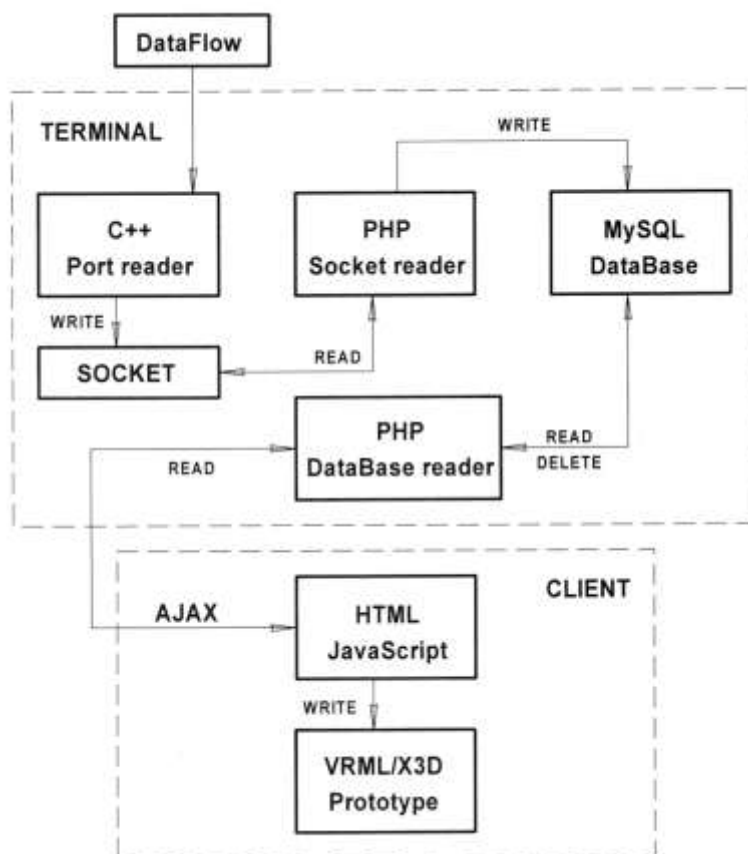 DataFlow
TERMINAL
WRITE
C++
Port reader
PHP
Socket reader
MySQL
DataBase
WRITE
SOCKET
READ
PHP
DataBase reader
READ
READ
DELETE
CLIENT
AJAX
HTML
JavaScript
WRITE
VRML/X3D
Prototype